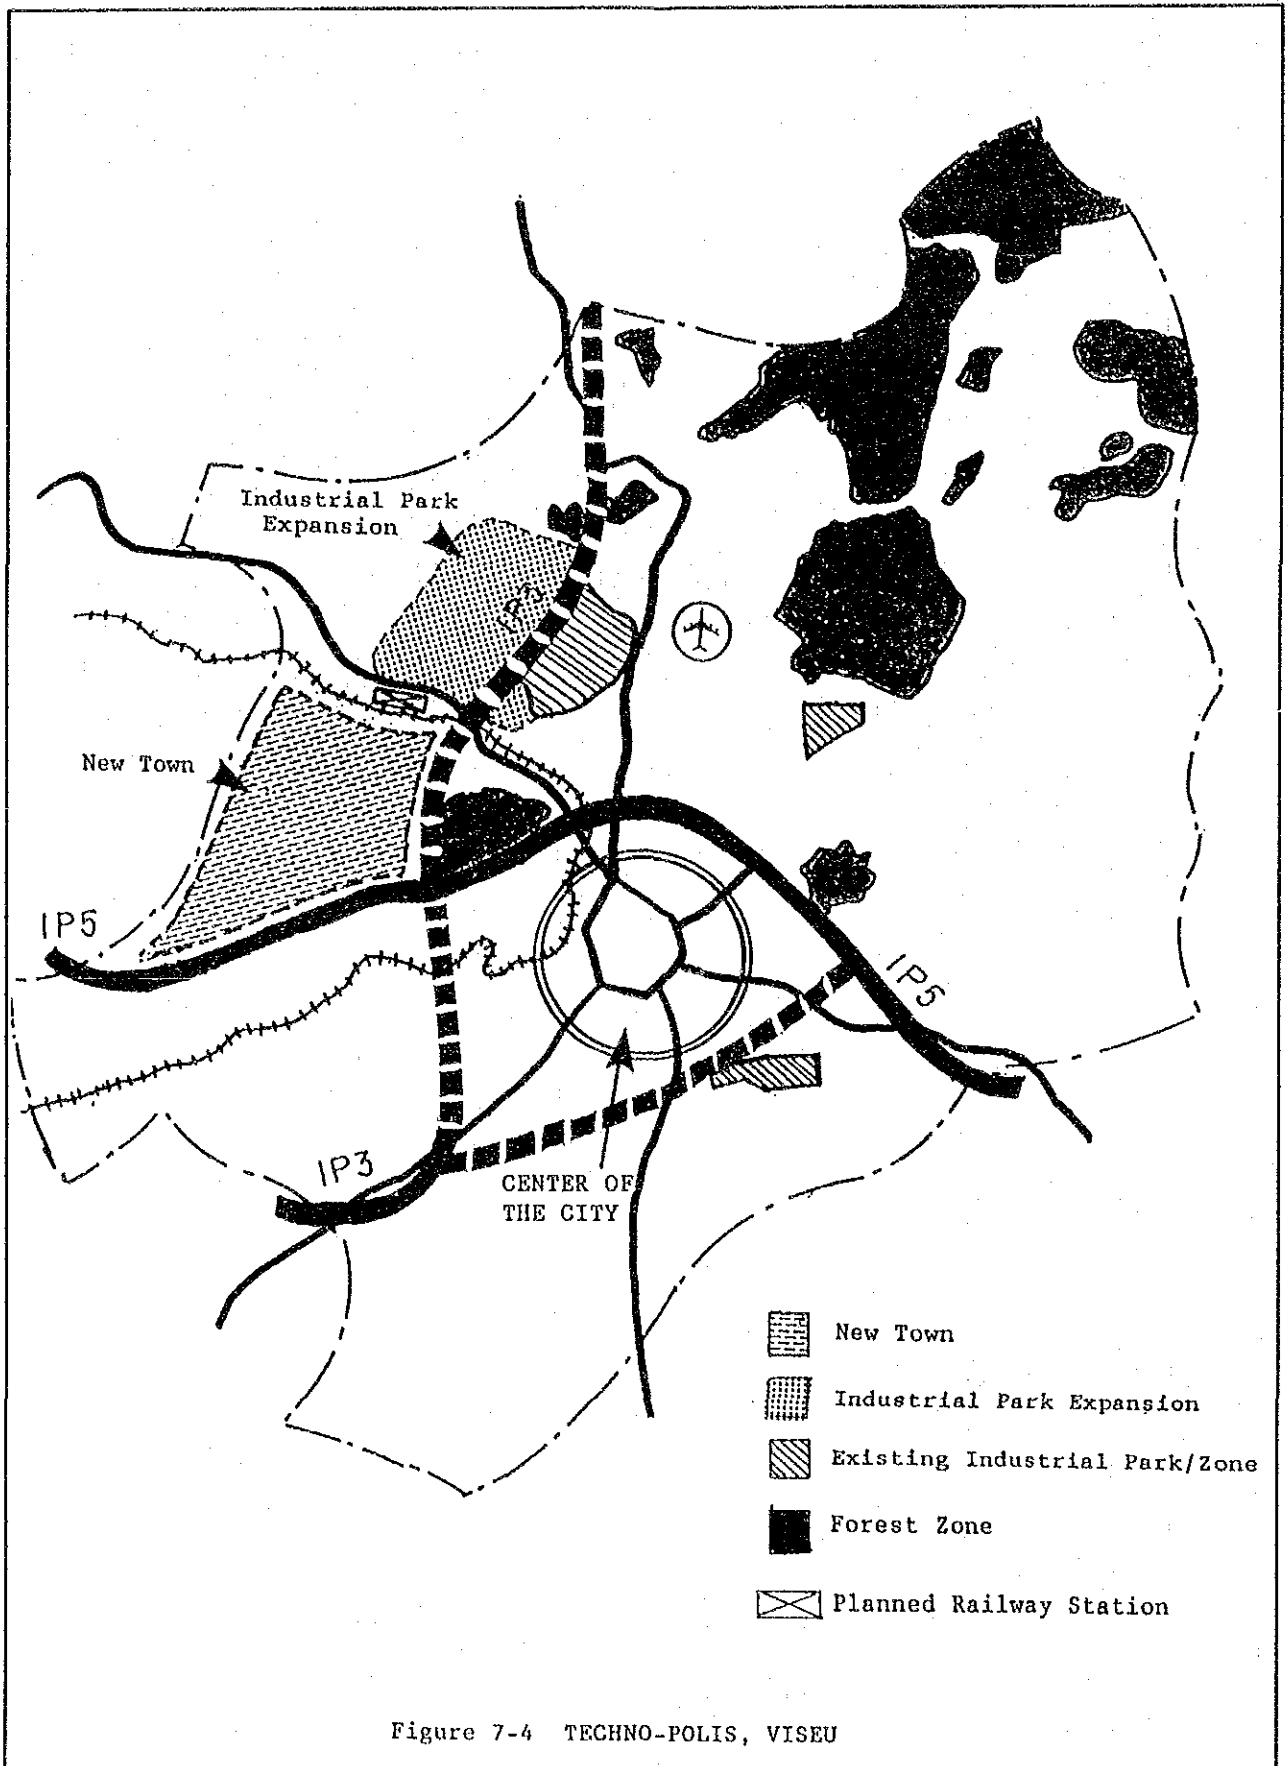 Industrial Park
Expansion
New Town
IP5
IP5
IP3
CENTER OF
THE CITY
New Town
Industrial Park Expansion
Existing Industrial Park/Zone
Forest Zone
Planned Railway Station
Figure 7-4 TECHNO-POLIS, VISEU